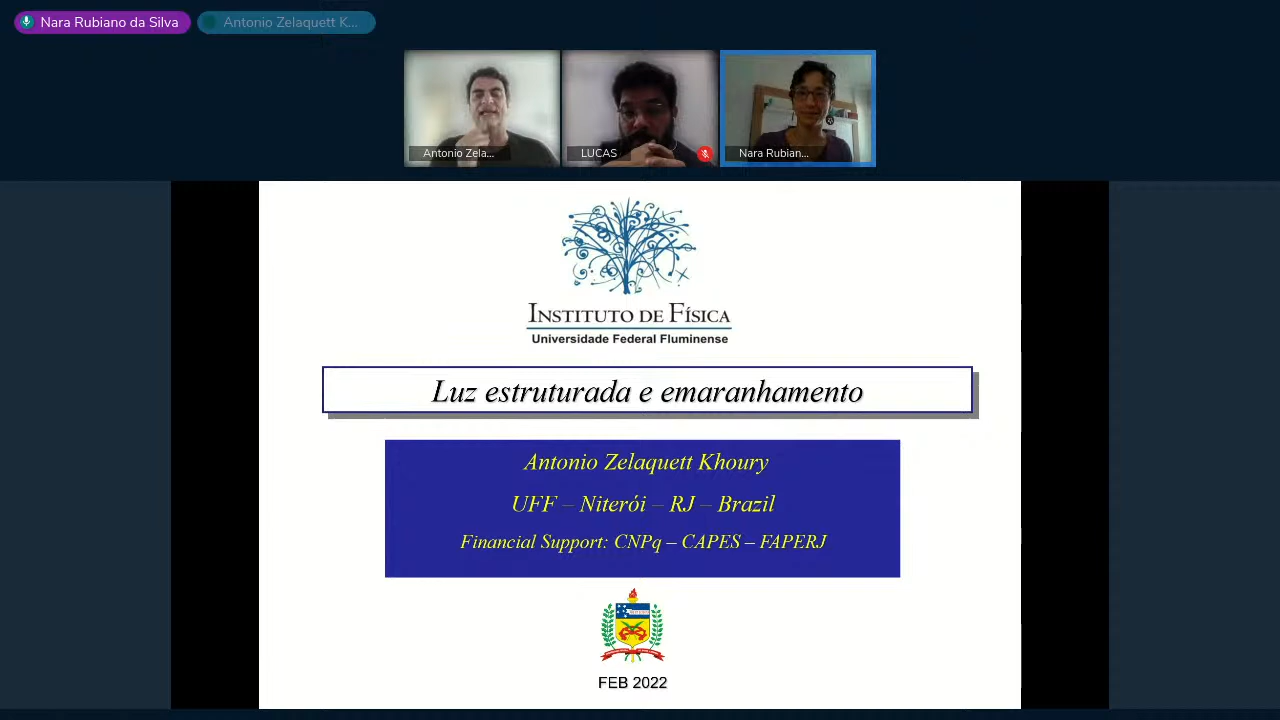 Nara Rubiano da Silva
Antonio Zelaquett K...
Antonio Zela...
LUCAS
Nara Rubian...
INSTITUTO DE FÍSICA
Universidade Federal Fluminense
Luz estruturada e emaranhamento
Antonio Zelaquett Khoury
UFF – Niterói – RJ – Brazil
Financial Support: CNPq – CAPES – FAPERJ
FEB 2022